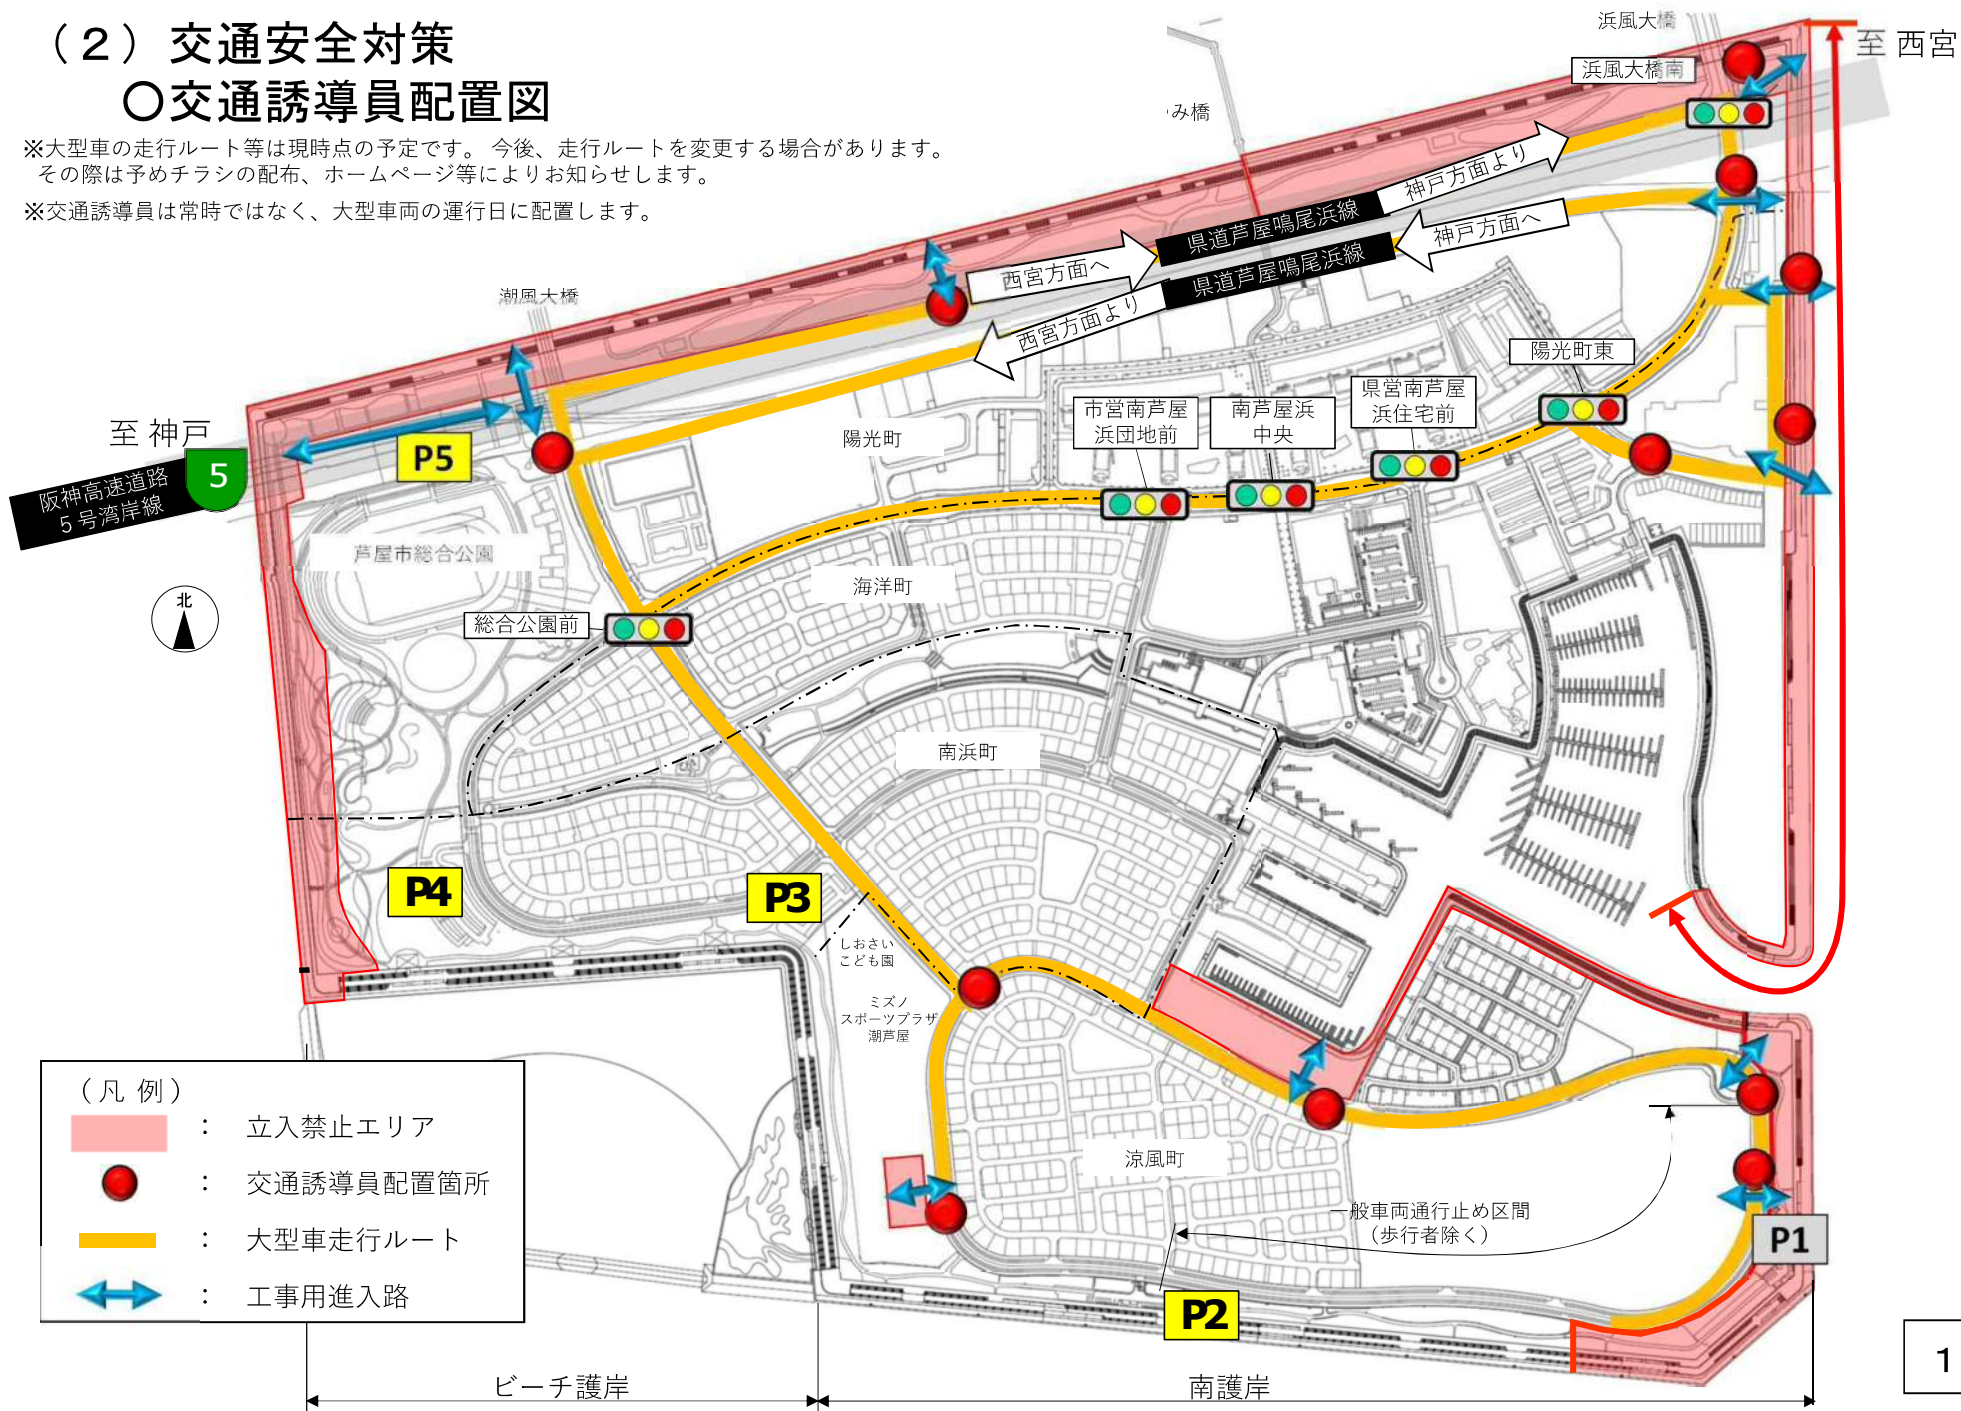 （２）交通安全対策
〇交通誘導員配置図
※大型車の走行ルート等は現時点の予定です。 今後、走行ルートを変更する場合があります。
その際は予めチラシの配布、ホームページ等によりお知らせします。
※交通誘導員は常時ではなく、大型車両の運行日に配置します。
浜風大橋
至 西宮
浜風大橋南
み橋
神戸方面より
県道芦屋鳴尾浜線
神戸方面へ
西宮方面へ
県道芦屋鳴尾浜線
西宮方面より
潮風大橋
陽光町東
県営南芦屋
浜住宅前
市営南芦屋
浜団地前
南芦屋浜
中央
陽光町
至 神戸
P5
5
阪神高速道路
５号湾岸線
芦屋市総合公園
海洋町
北
総合公園前
南浜町
P4
P3
しおさい
こども園
ミズノ
スポーツプラザ
潮芦屋
（凡 例）
： 立入禁止エリア
： 交通誘導員配置箇所
： 大型車走行ルート
： 工事用進入路
涼風町
一般車両通行止め区間
（歩行者除く）
P1
P2
1
ビーチ護岸
南護岸